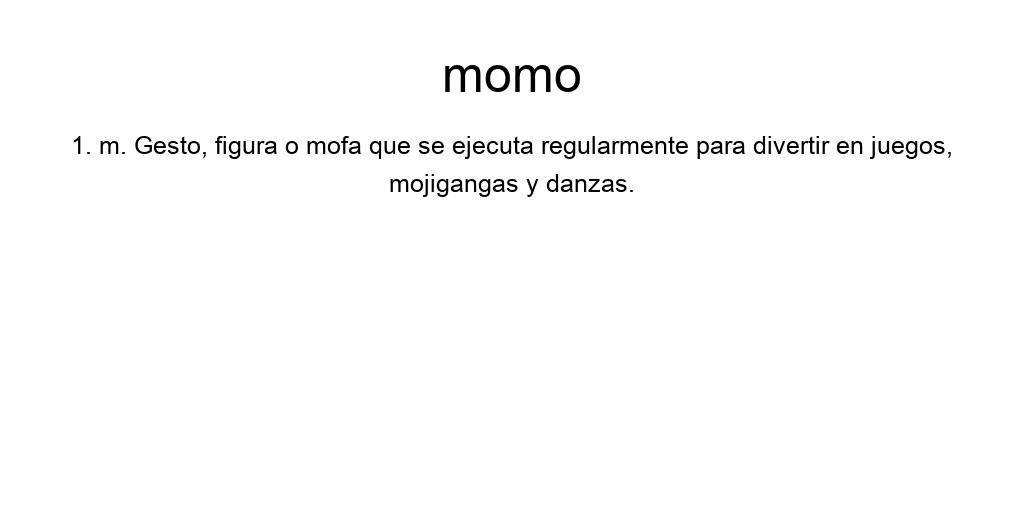 momo
1. m. Gesto, figura o mofa que se ejecuta regularmente para divertir en juegos,
mojigangas y danzas.